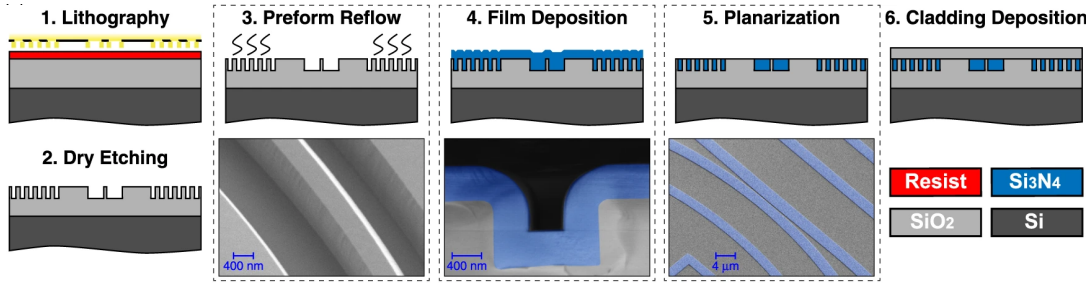 1. Lithography
3. Preform Reflow
4. Film Deposition
5. Planarization
6. Cladding Deposition
2. Dry Etching
400 nm
400 nm
4 μm
Resist
Si3N4
SiO2
Si